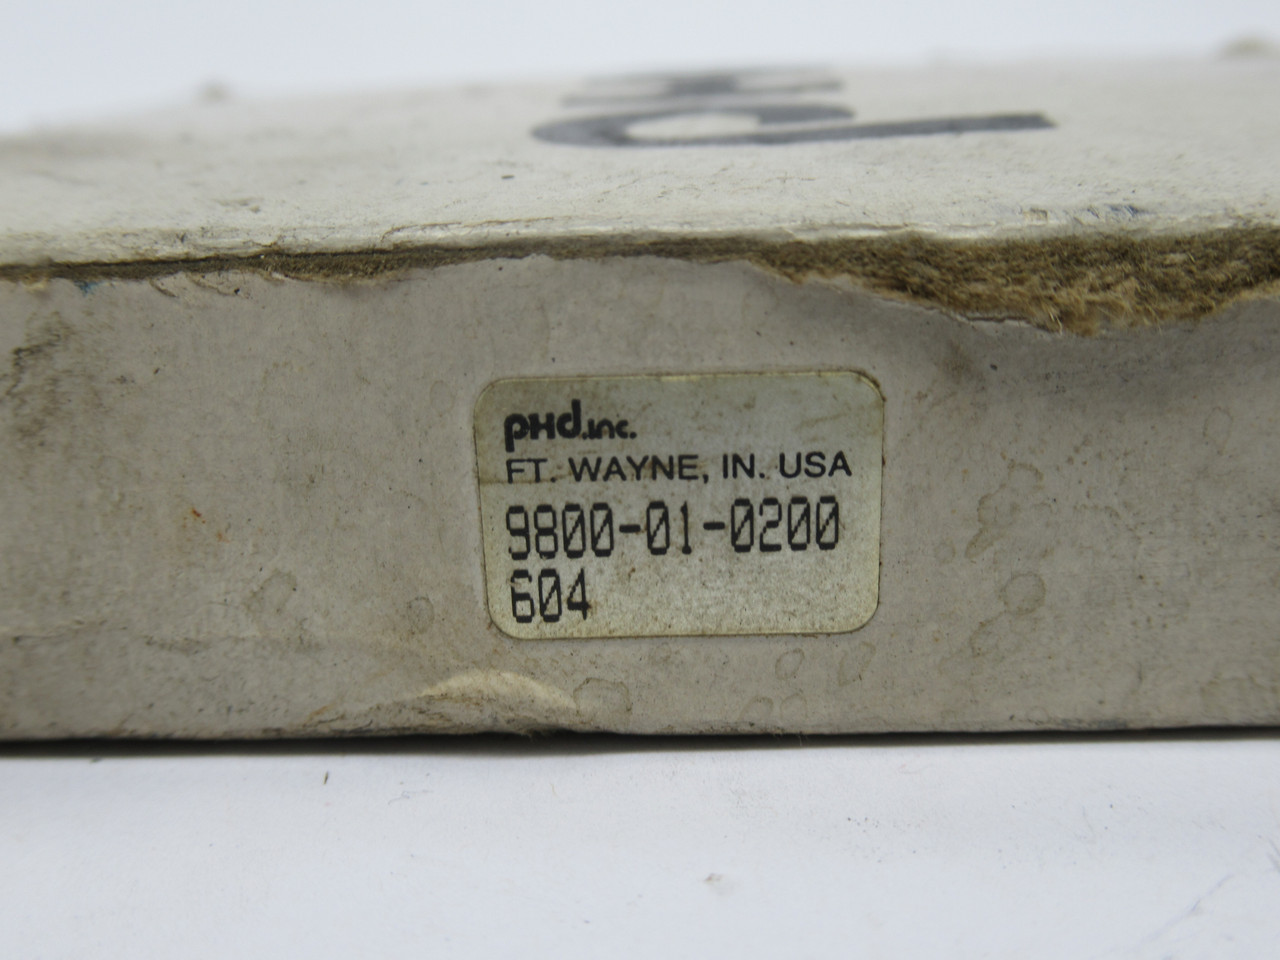 PHd.inc.
FT. WAYNE, IN. USA
9800-01-0200
604